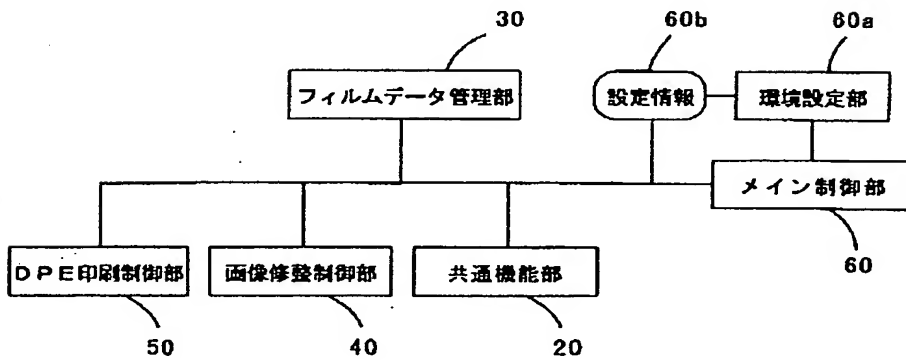 30
60b
60a
フィルムデータ管理部
設定情報
環境設定部
メイン制御部
60
DPE印刷制御部
画像修整制御部
共通機能部
50
40
20